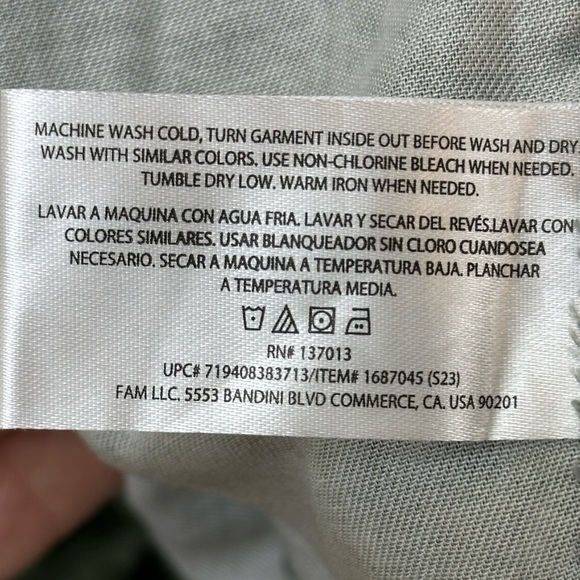 MACHINE WASH COLD, TURN GARMENT INSIDE OUT BEFORE WASH AND DRY.
WASH WITH SIMILAR COLORS. USE NON-CHLORINE BLEACH WHEN NEEDED.
TUMBLE DRY LOW. WARM IRON WHEN NEEDED.
LAVAR A MAQUINA CON AGUA FRIA. LAVAR Y SECAR DEL REVÉS.LAVAR CON
COLORES SIMILARES. USAR BLANQUEADOR SIN CLORO CUANDOSEA
NECESARIO. SECAR A MAQUINA A TEMPERATURA BAJA. PLANCHAR
A TEMPERATURA MEDIA.
RN# 137013
UPC# 719408383713/ITEM# 1687045 (S23)
FAM LLC. 5553 BANDINI BLVD COMMERCE, CA. USA 90201